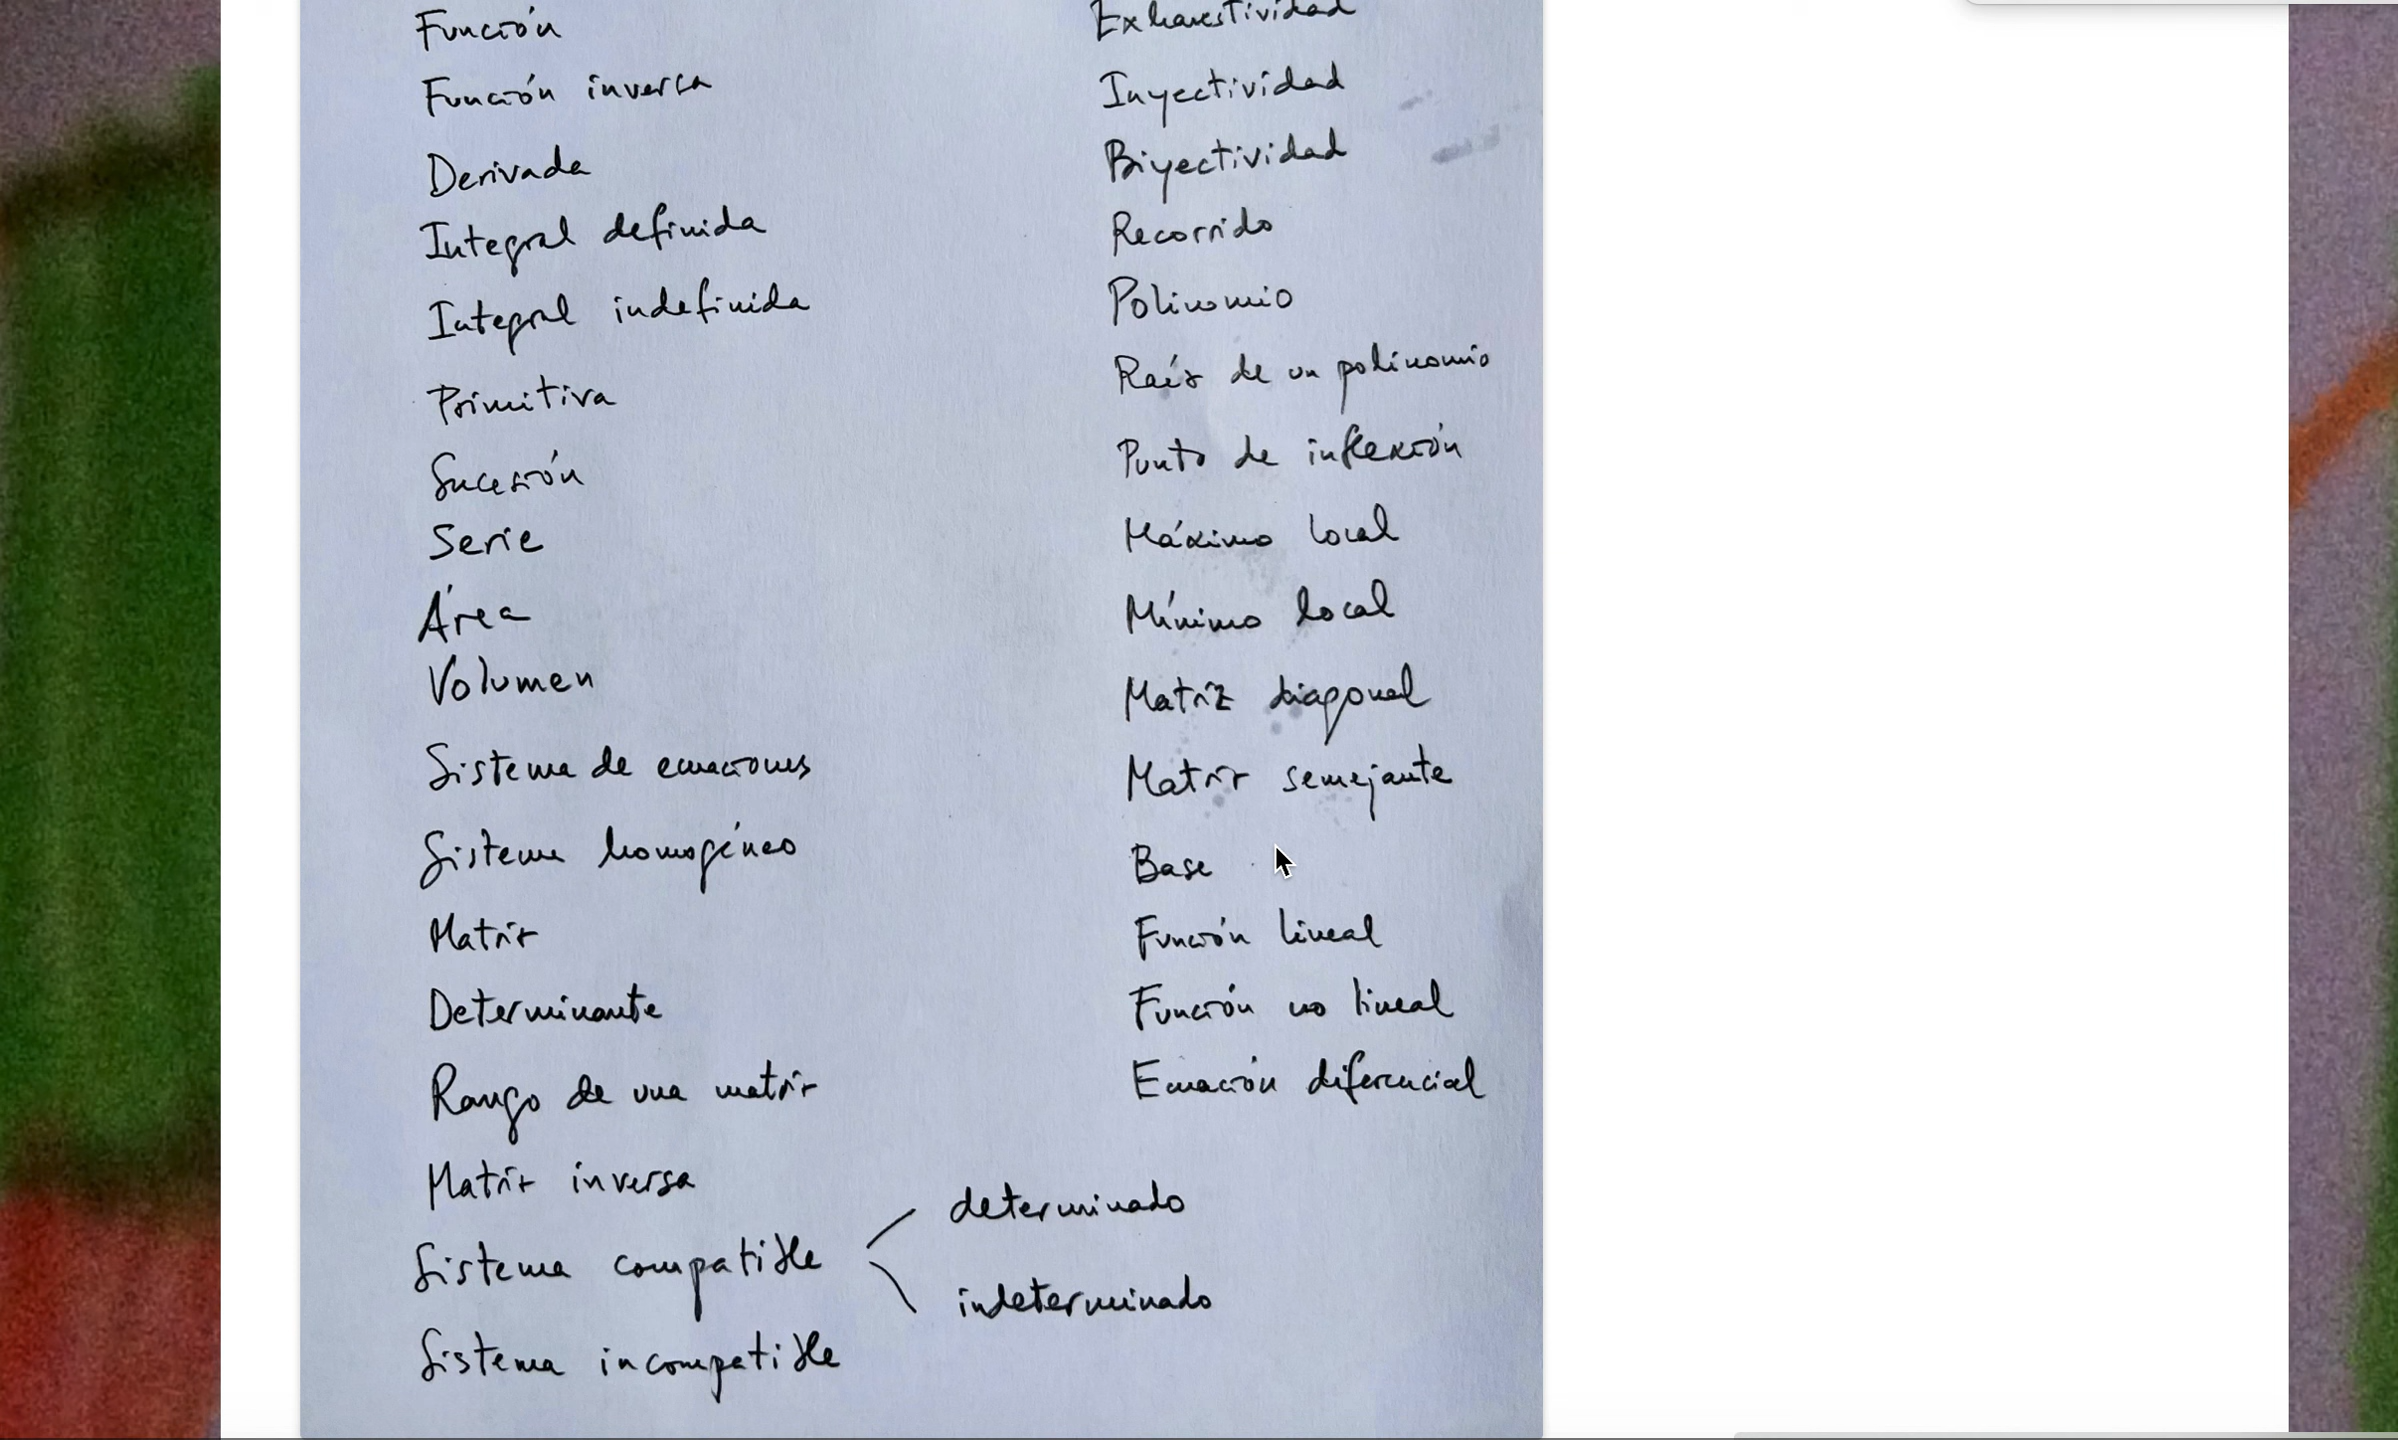 Función
Función inversa
Derivada
Integral definida
Integral indefinida
Primitiva
Sucesión
Serie
Área
Volumen
Sistema de ecuaciones
Sistema homogéneo
Matriz
Determinante
Rango de una matriz
Matriz inversa
Sistema compatible
determinado
indeterminado
Sistema incompatible
Exhaustividad
Inyectividad
Biyectividad
Recorrido
Polinomio
Raíz de un polinomio
Punto de inflexión
Máximo local
Mínimo local
Matriz diagonal
Matriz semejante
Base
Función lineal
Función no lineal
Ecuación diferencial